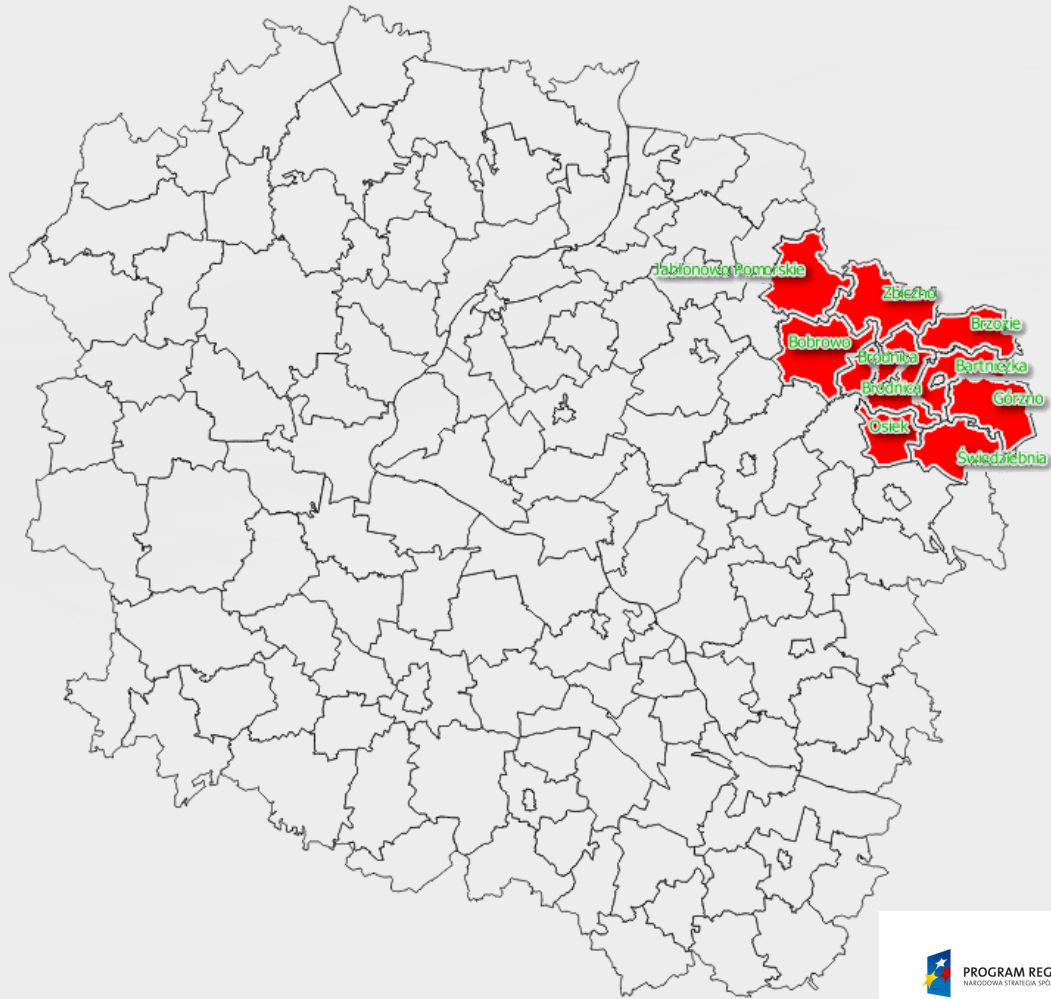 Jabłonowo Pomorskie
Zbiczno
Brzozie
Bobrowo
Brodnica
Bartniczka
Brodnica
Górzno
Osiek
Świedziebnia
PROGRAM REG
NARODOWA STRATEGIA SPÓ